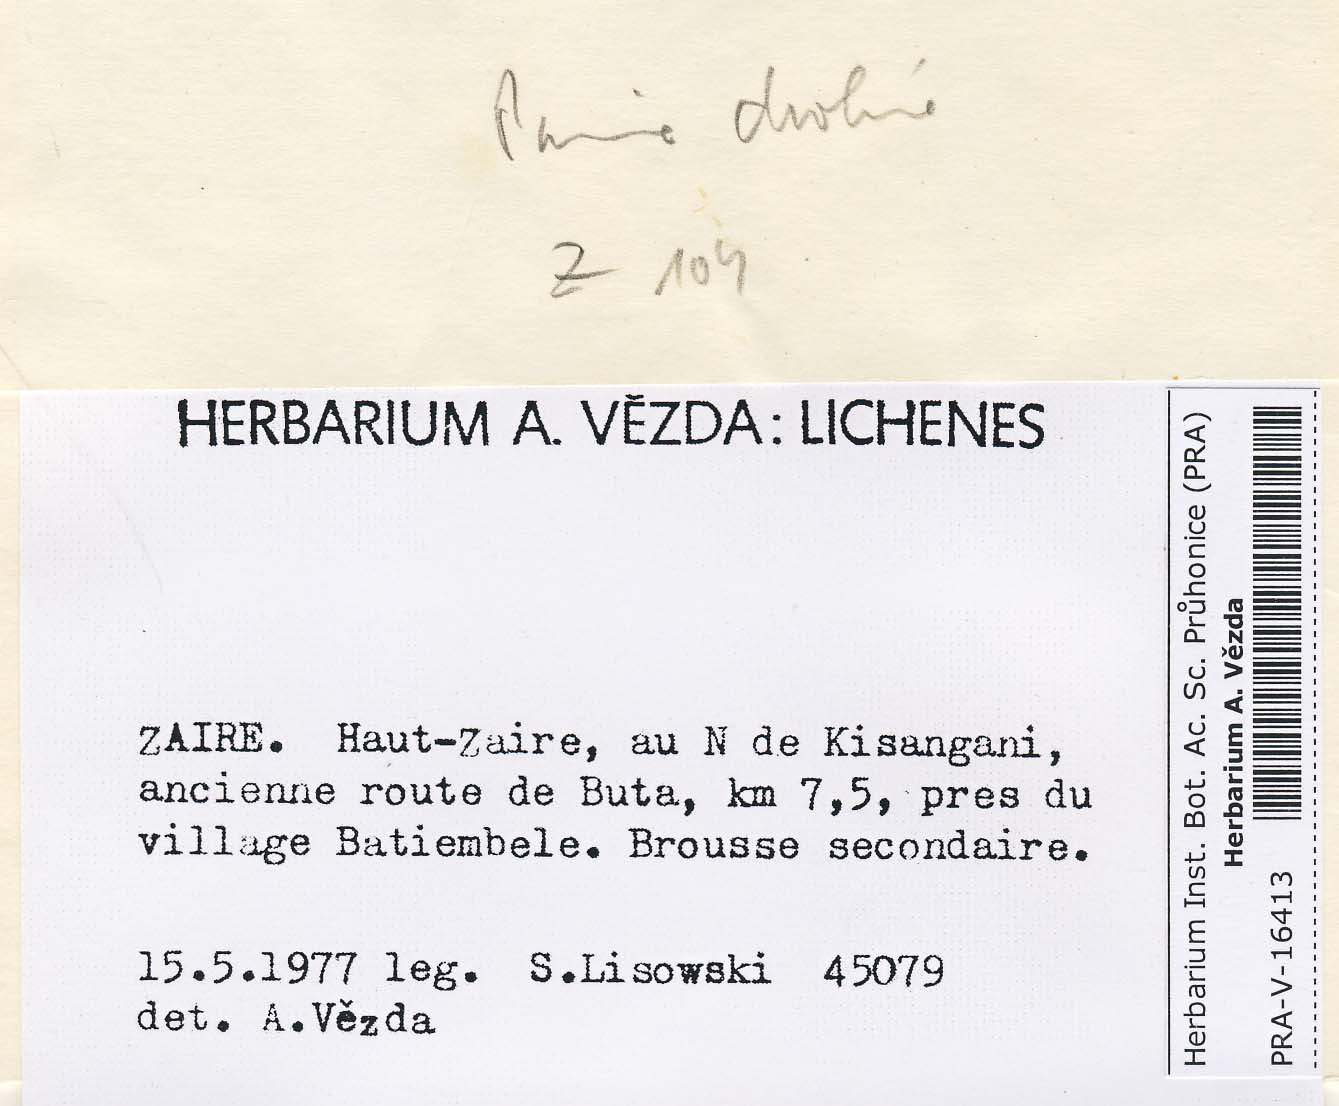 Z 104
HERBARIUM A. VĚZDA: LICHENES
ZAIRE. Haut-Zaire, au N de Kisangani,
ancienne route de Buta, km 7,5, pres du
village Batiembele. Brousse secondaire.
15.5.1977 leg. S.Lisowski 45079
det. A.Vězda
Herbarium Inst. Bot. Ac. Sc. Průhonice (PRA)
Herbarium A. Vězda
PRA-V-16413